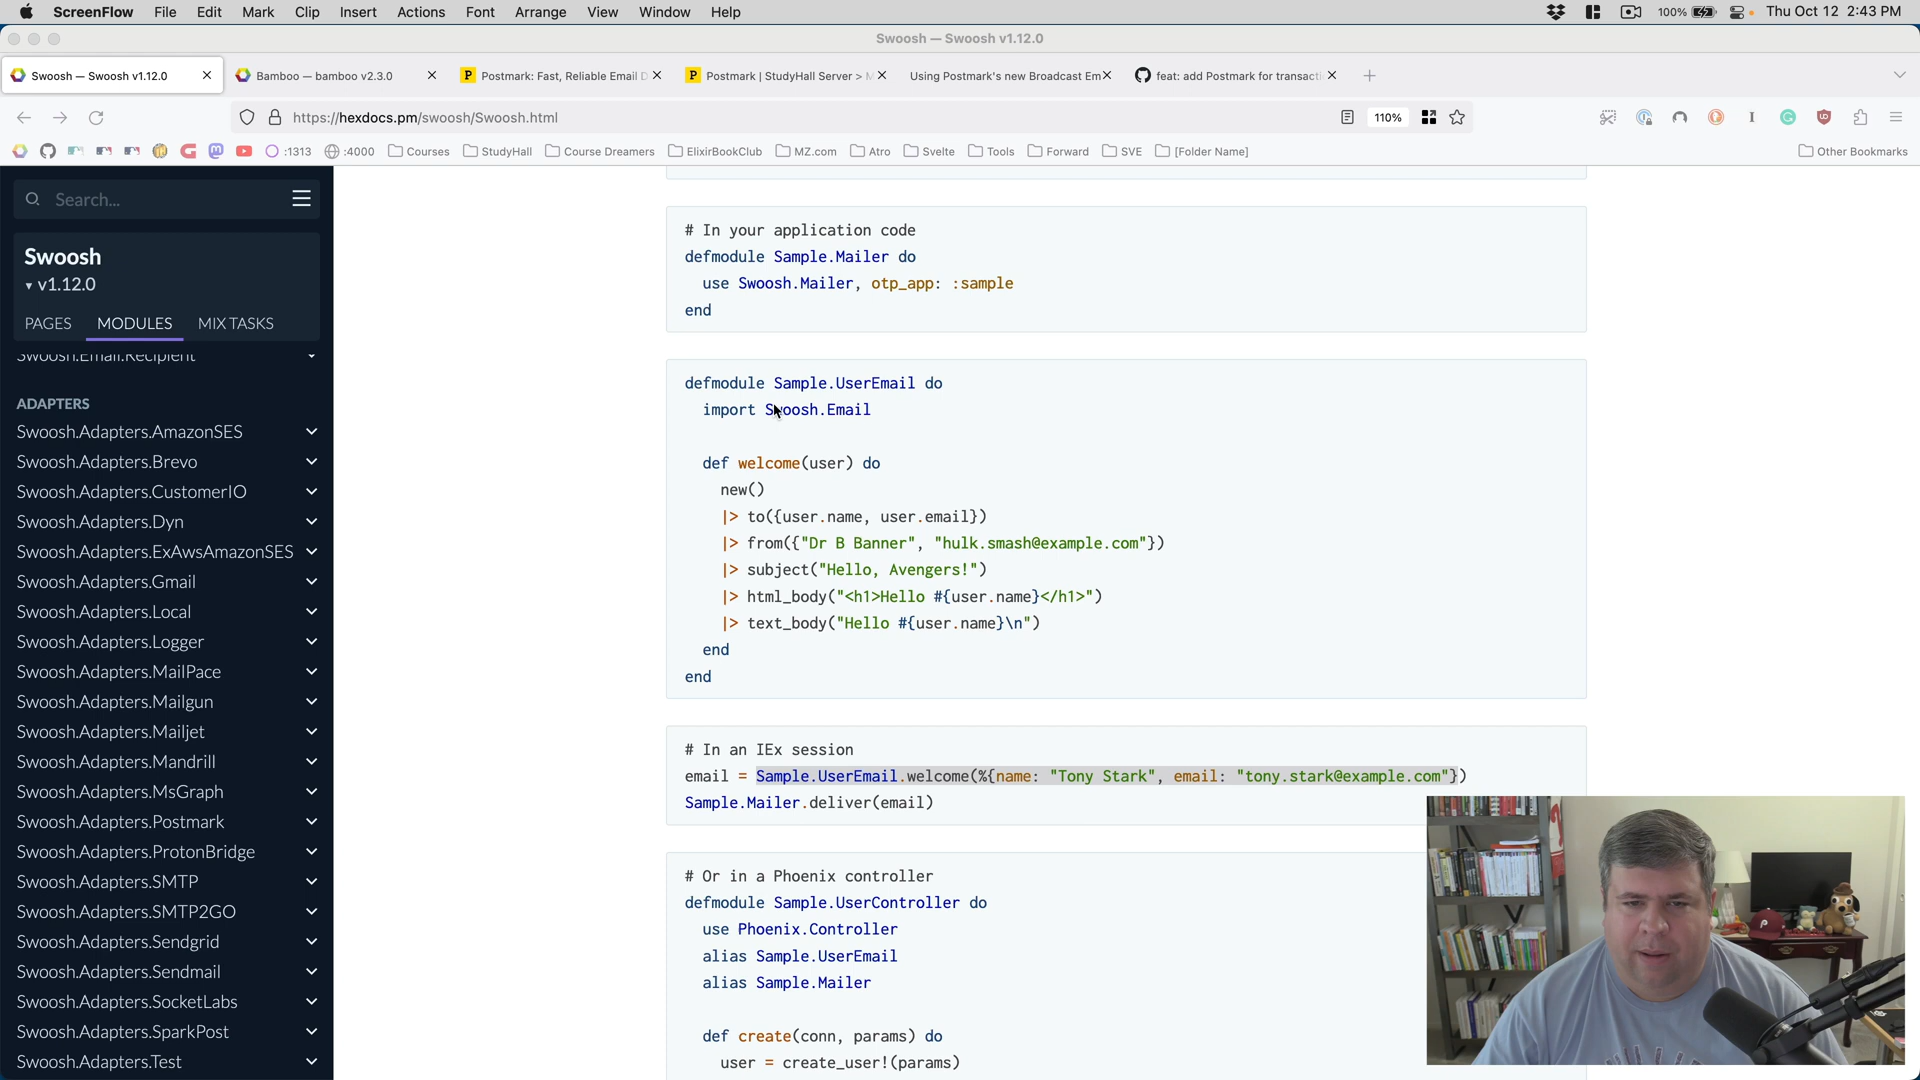 ScreenFlow File Edit Mark Clip Insert Actions Font Arrange View Window Help 100% Thu Oct 12 2:43 PM
Swoosh — Swoosh v1.12.0
Swoosh — Swoosh v1.12.0 Bamboo — bamboo v2.3.0 Postmark: Fast, Reliable Email D Postmark | StudyHall Server > M Using Postmark's new Broadcast Em feat: add Postmark for transacti
https://hexdocs.pm/swoosh/Swoosh.html 110%
:1313 :4000 Courses StudyHall Course Dreamers ElixirBookClub MZ.com Atro Svelte Tools Forward SVE [Folder Name] Other Bookmarks
Search...
Swoosh
v1.12.0
PAGES MODULES MIX TASKS
Swoosh.Email.Recipient
ADAPTERS
Swoosh.Adapters.AmazonSES
Swoosh.Adapters.Brevo
Swoosh.Adapters.CustomerIO
Swoosh.Adapters.Dyn
Swoosh.Adapters.ExAwsAmazonSES
Swoosh.Adapters.Gmail
Swoosh.Adapters.Local
Swoosh.Adapters.Logger
Swoosh.Adapters.MailPace
Swoosh.Adapters.Mailgun
Swoosh.Adapters.Mailjet
Swoosh.Adapters.Mandrill
Swoosh.Adapters.MsGraph
Swoosh.Adapters.Postmark
Swoosh.Adapters.ProtonBridge
Swoosh.Adapters.SMTP
Swoosh.Adapters.SMTP2GO
Swoosh.Adapters.Sendgrid
Swoosh.Adapters.Sendmail
Swoosh.Adapters.SocketLabs
Swoosh.Adapters.SparkPost
Swoosh.Adapters.Test
# In your application code
defmodule Sample.Mailer do
use Swoosh.Mailer, otp_app: :sample
end
defmodule Sample.UserEmail do
import Swoosh.Email
def welcome(user) do
new()
|> to({user.name, user.email})
|> from({"Dr B Banner", "hulk.smash@example.com"})
|> subject("Hello, Avengers!")
|> html_body("<h1>Hello #{user.name}</h1>")
|> text_body("Hello #{user.name}\n")
end
end
# In an IEx session
email = Sample.UserEmail.welcome(%{name: "Tony Stark", email: "tony.stark@example.com"})
Sample.Mailer.deliver(email)
# Or in a Phoenix controller
defmodule Sample.UserController do
use Phoenix.Controller
alias Sample.UserEmail
alias Sample.Mailer
def create(conn, params) do
user = create_user!(params)